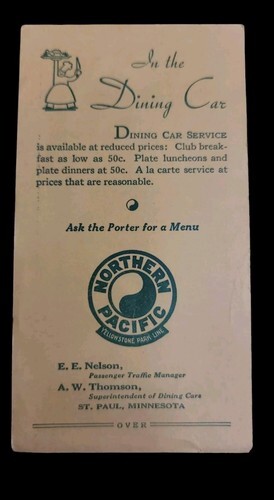 In the
Dining Car
DINING CAR SERVICE
is available at reduced prices: Club break-
fast as low as 50c. Plate luncheons and
plate dinners at 50c. A la carte service at
prices that are reasonable.
Ask the Porter for a Menu
NORTHERN
PACIFIC
YELLOWSTONE PARK LINE
E. E. Nelson,
Passenger Traffic Manager
A. W. Thomson,
Superintendent of Dining Cars
ST. PAUL, MINNESOTA
OVER